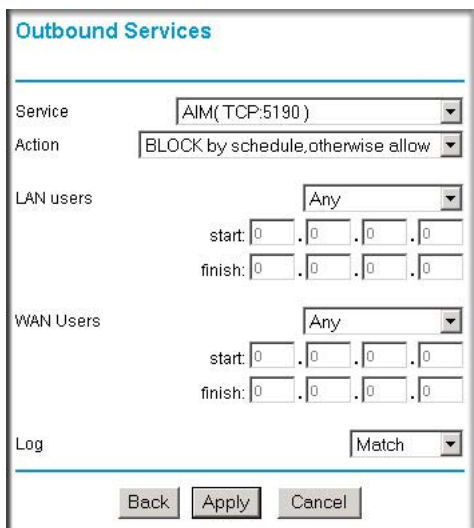 Outbound Services
Service AIM( TCP:5190 )
Action BLOCK by schedule,otherwise allow
LAN users Any
start: 0 . 0 . 0 . 0
finish: 0 . 0 . 0 . 0
WAN Users Any
start: 0 . 0 . 0 . 0
finish: 0 . 0 . 0 . 0
Log Match
Back Apply Cancel